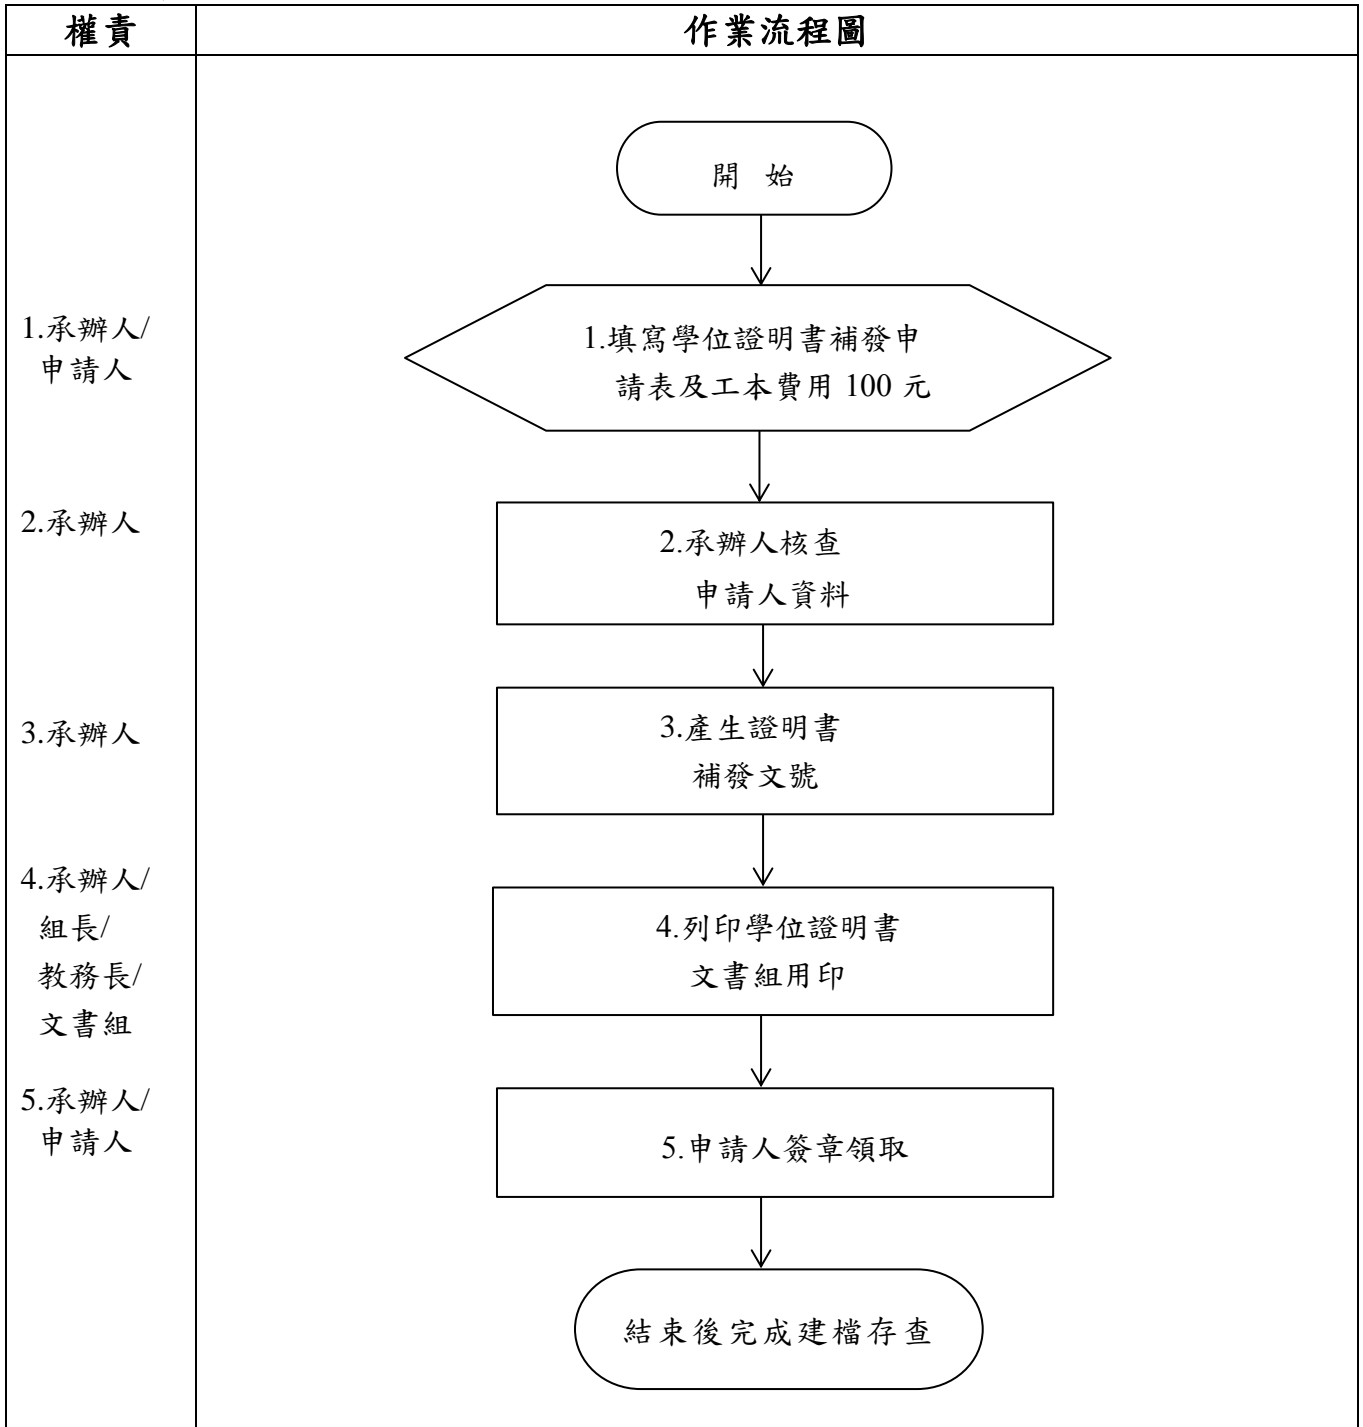 權責
作業流程圖
開 始
1.承辦人/
申請人
1.填寫學位證明書補發申
請表及工本費用 100 元
2.承辦人
2.承辦人核查
申請人資料
3.承辦人
3.產生證明書
補發文號
4.承辦人/
組長/
教務長/
文書組
4.列印學位證明書
文書組用印
5.承辦人/
申請人
5.申請人簽章領取
結束後完成建檔存查